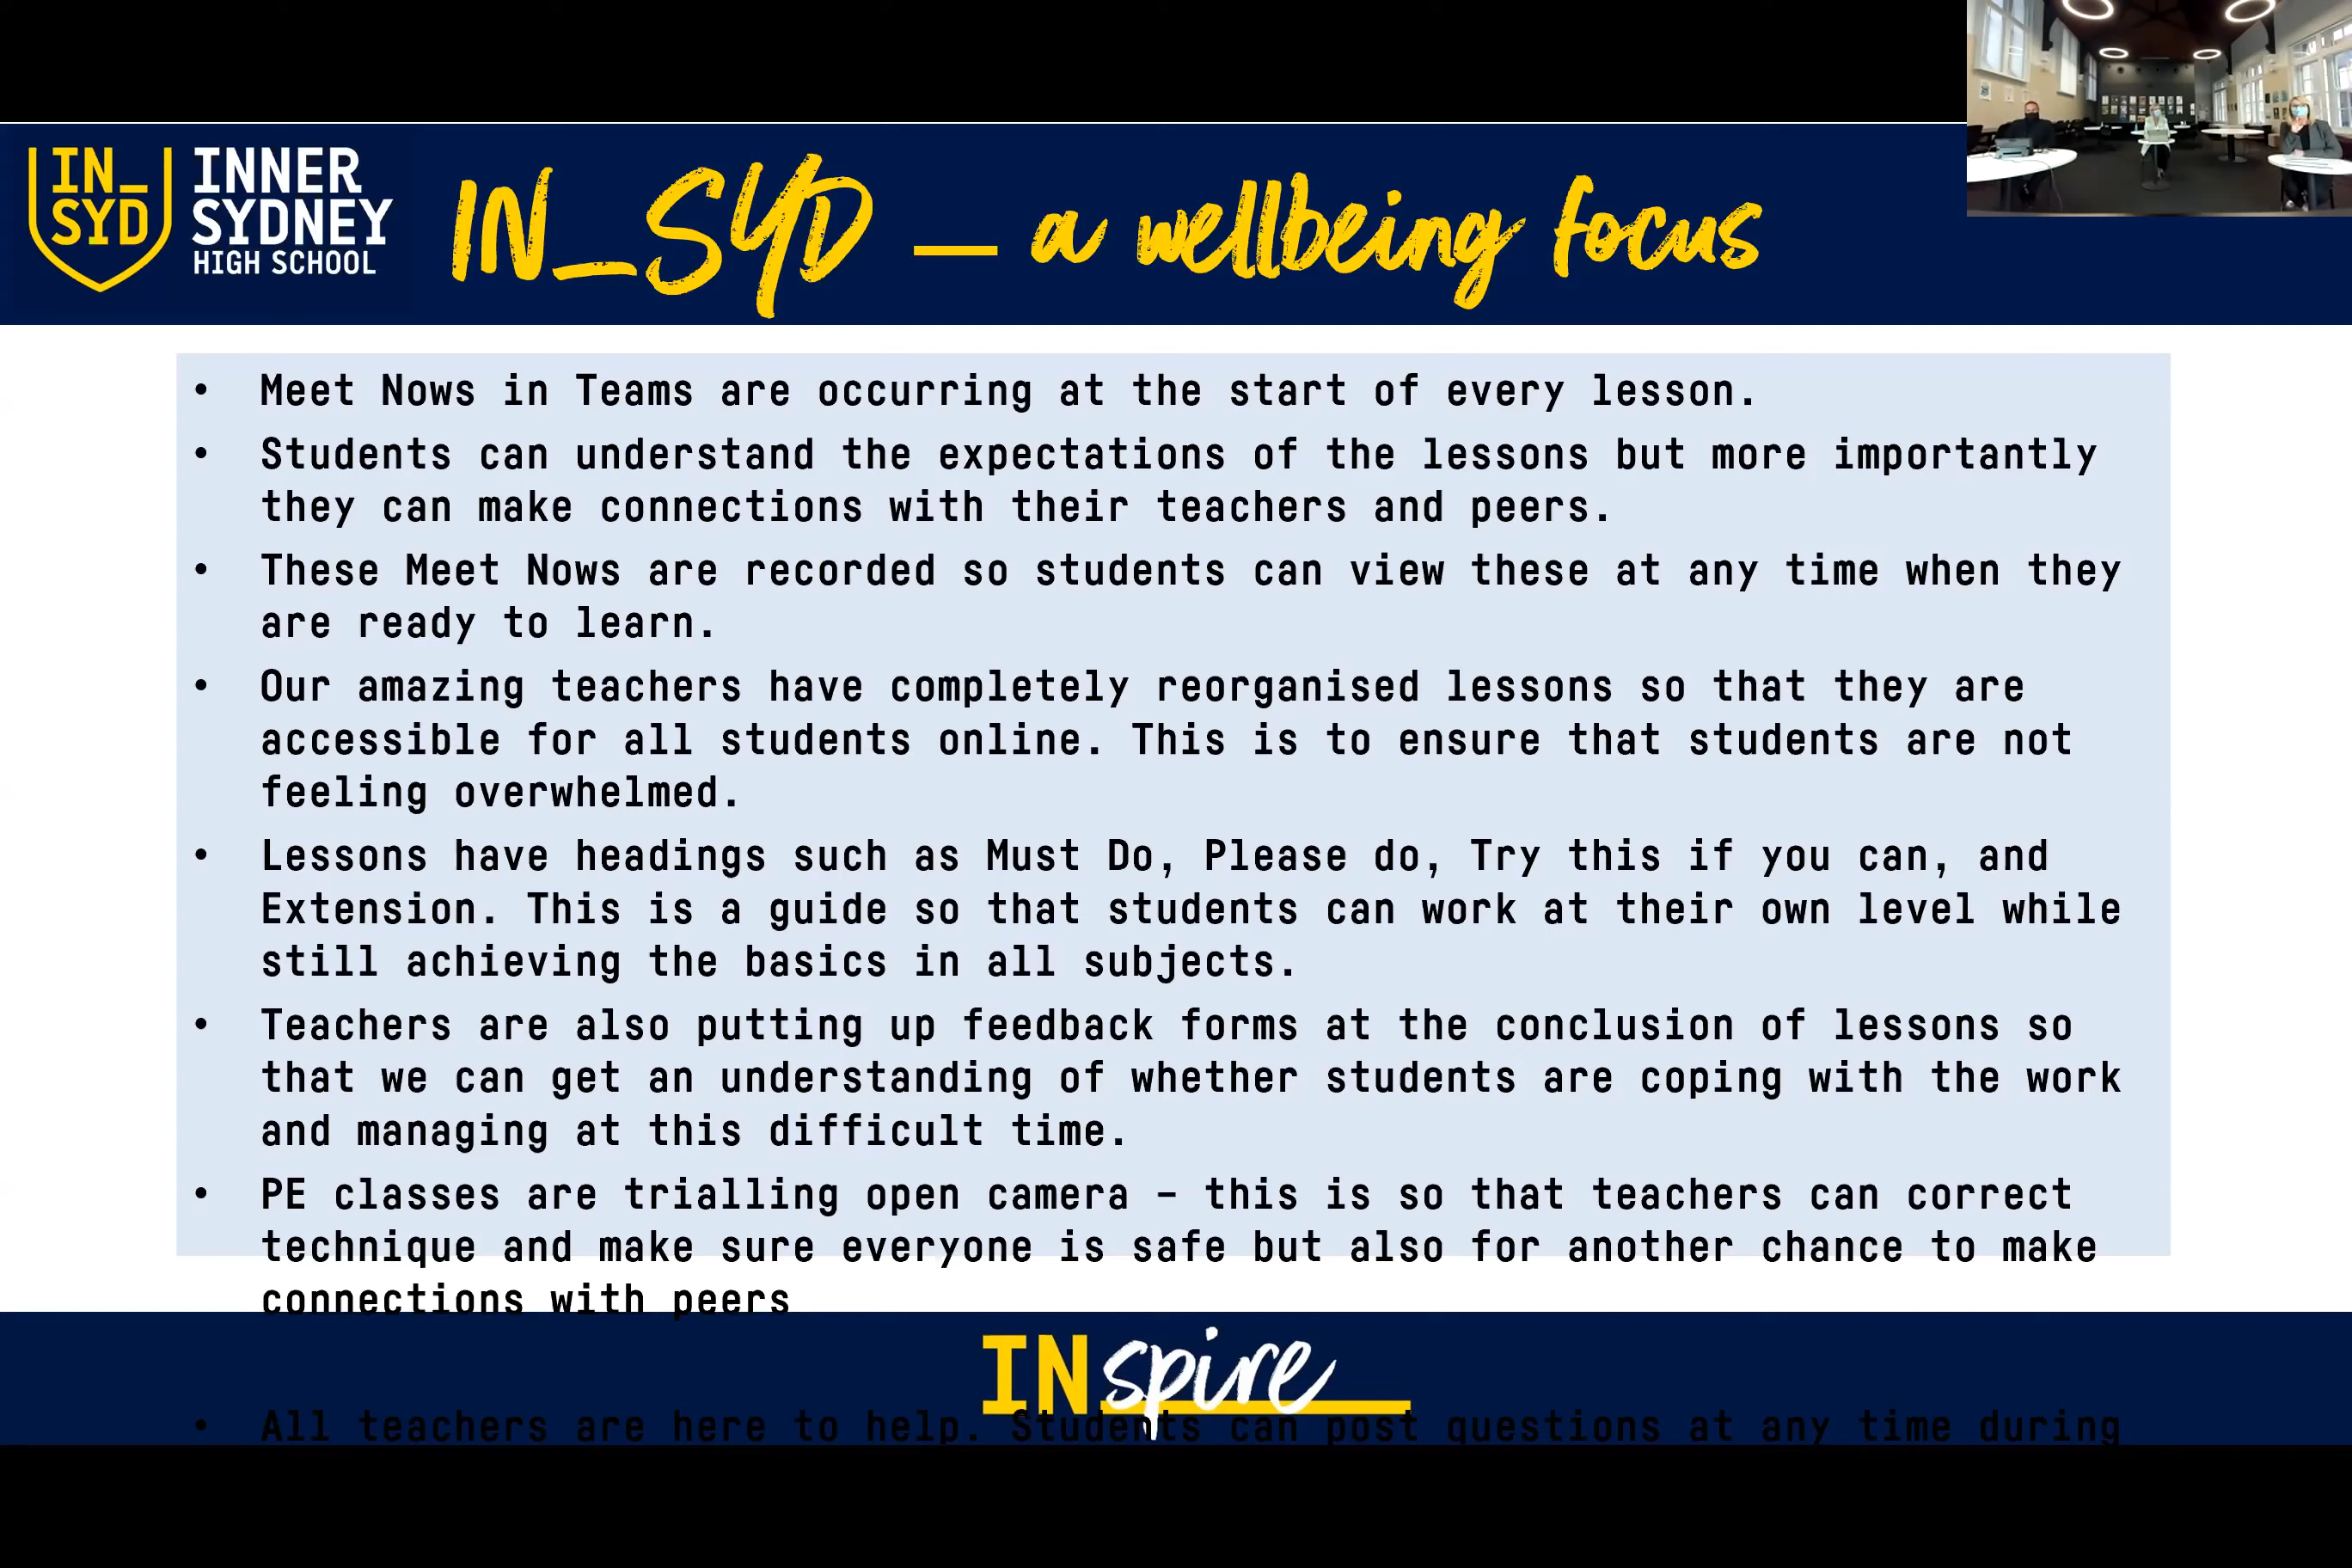 IN_
SYD
INNER
SYDNEY
HIGH SCHOOL
IN_SYD – a wellbeing focus
• Meet Nows in Teams are occurring at the start of every lesson.
• Students can understand the expectations of the lessons but more importantly
they can make connections with their teachers and peers.
• These Meet Nows are recorded so students can view these at any time when they
are ready to learn.
• Our amazing teachers have completely reorganised lessons so that they are
accessible for all students online. This is to ensure that students are not
feeling overwhelmed.
• Lessons have headings such as Must Do, Please do, Try this if you can, and
Extension. This is a guide so that students can work at their own level while
still achieving the basics in all subjects.
• Teachers are also putting up feedback forms at the conclusion of lessons so
that we can get an understanding of whether students are coping with the work
and managing at this difficult time.
• PE classes are trialling open camera – this is so that teachers can correct
technique and make sure everyone is safe but also for another chance to make
connections with peers
INspire
• All teachers are here to help. Students can post questions at any time during